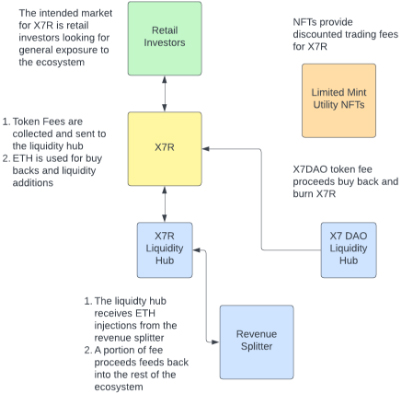 The intended market
for X7R is retail
investors looking for
general exposure to
the ecosystem
Retail
Investors
NFTs provide
discounted trading fees
for X7R
Limited Mint
Utility NFTs
1. Token Fees are
collected and sent to
the liquidity hub
2. ETH is used for buy
backs and liquidity
additions
X7R
X7DAO token fee
proceeds buy back and
burn X7R
X7R
Liquidity
Hub
X7 DAO
Liquidity
Hub
1. The liquidty hub
receives ETH
injections from the
revenue splitter
2. A portion of fee
proceeds feeds back
into the rest of the
ecosystem
Revenue
Splitter